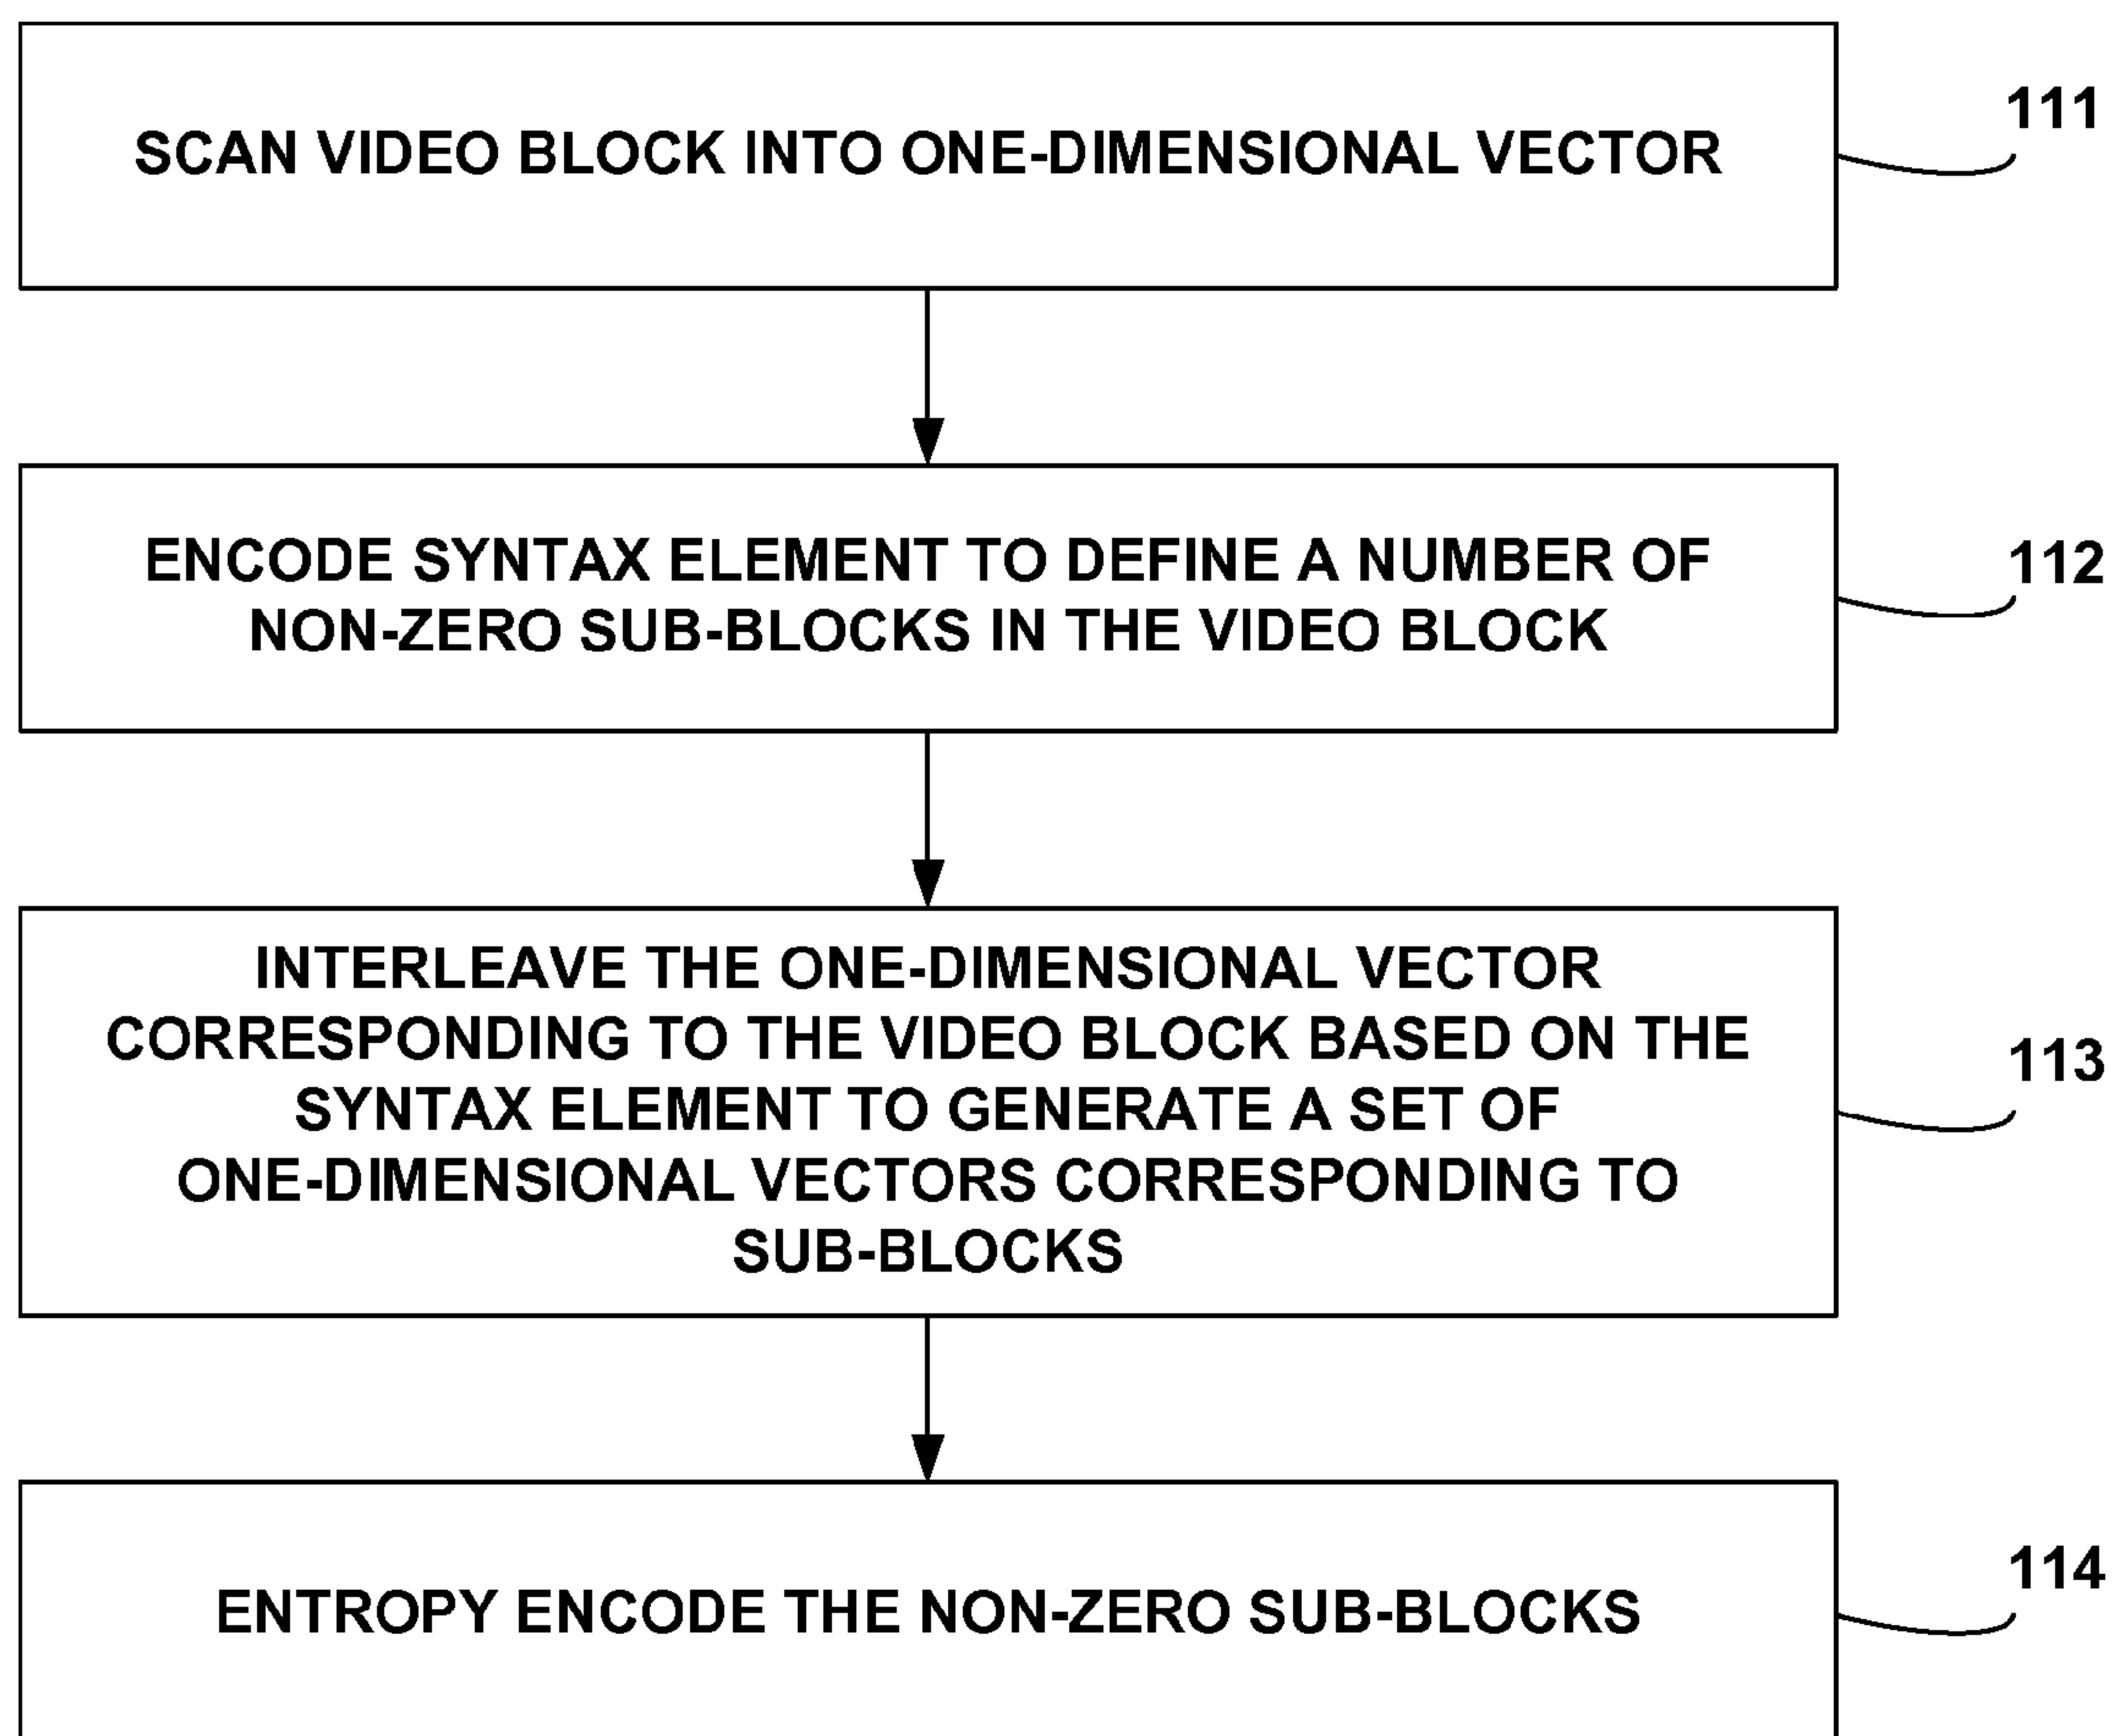 SCAN VIDEO BLOCK INTO ONE-DIMENSIONAL VECTOR
111
ENCODE SYNTAX ELEMENT TO DEFINE A NUMBER OF
NON-ZERO SUB-BLOCKS IN THE VIDEO BLOCK
112
INTERLEAVE THE ONE-DIMENSIONAL VECTOR
CORRESPONDING TO THE VIDEO BLOCK BASED ON THE
SYNTAX ELEMENT TO GENERATE A SET OF
ONE-DIMENSIONAL VECTORS CORRESPONDING TO
SUB-BLOCKS
113
ENTROPY ENCODE THE NON-ZERO SUB-BLOCKS
114